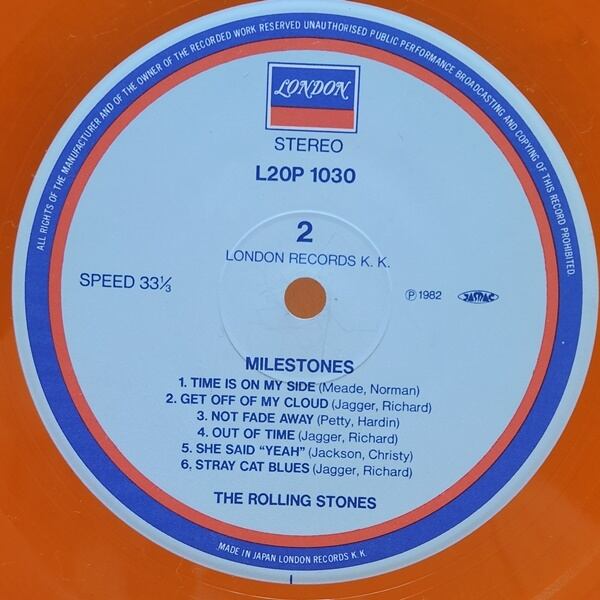 ALL RIGHTS OF THE MANUFACTURER AND OF THE OWNER OF THE RECORDED WORK RESERVED UNAUTHORISED PUBLIC PERFORMANCE BROADCASTING AND COPYING OF THIS RECORD PROHIBITED.
LONDON
STEREO
L20P 1030
2
LONDON RECORDS K. K.
SPEED 33⅓
℗ 1982 JASRAC
MILESTONES
1. TIME IS ON MY SIDE (Meade, Norman)
2. GET OFF OF MY CLOUD (Jagger, Richard)
3. NOT FADE AWAY (Petty, Hardin)
4. OUT OF TIME (Jagger, Richard)
5. SHE SAID “YEAH” (Jackson, Christy)
6. STRAY CAT BLUES (Jagger, Richard)
THE ROLLING STONES
MADE IN JAPAN LONDON RECORDS K. K.